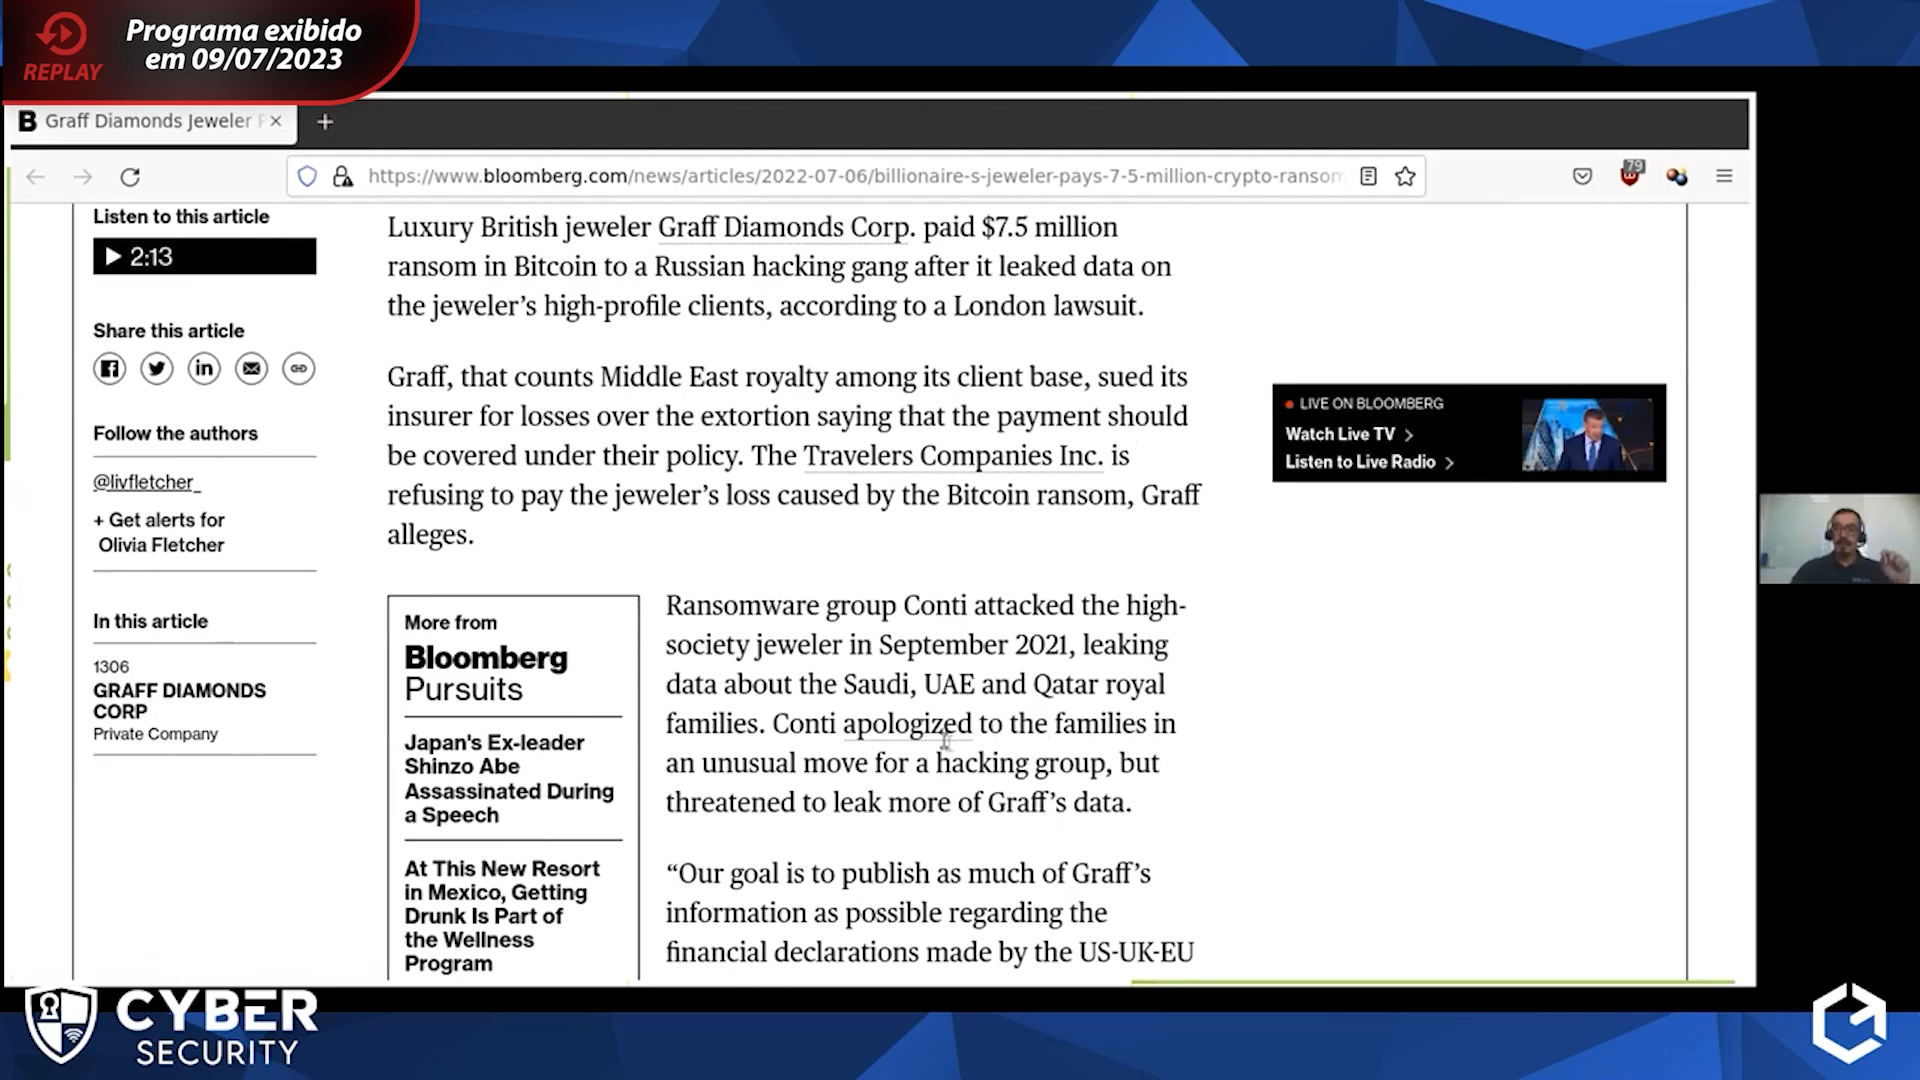 Programa exibido
em 09/07/2023
REPLAY
B Graff Diamonds Jeweler
https://www.bloomberg.com/news/articles/2022-07-06/billionaire-s-jeweler-pays-7-5-million-crypto-ransom
79
Listen to this article
2:13
Share this article
Follow the authors
@livfletcher_
+ Get alerts for
Olivia Fletcher
In this article
1306
GRAFF DIAMONDS
CORP
Private Company
Luxury British jeweler Graff Diamonds Corp. paid $7.5 million
ransom in Bitcoin to a Russian hacking gang after it leaked data on
the jeweler’s high-profile clients, according to a London lawsuit.
Graff, that counts Middle East royalty among its client base, sued its
insurer for losses over the extortion saying that the payment should
be covered under their policy. The Travelers Companies Inc. is
refusing to pay the jeweler’s loss caused by the Bitcoin ransom, Graff
alleges.
More from
Bloomberg
Pursuits
Japan's Ex-leader
Shinzo Abe
Assassinated During
a Speech
At This New Resort
in Mexico, Getting
Drunk Is Part of
the Wellness
Program
Ransomware group Conti attacked the high-
society jeweler in September 2021, leaking
data about the Saudi, UAE and Qatar royal
families. Conti apologized to the families in
an unusual move for a hacking group, but
threatened to leak more of Graff’s data.
“Our goal is to publish as much of Graff’s
information as possible regarding the
financial declarations made by the US-UK-EU
LIVE ON BLOOMBERG
Watch Live TV
Listen to Live Radio
CYBER
SECURITY